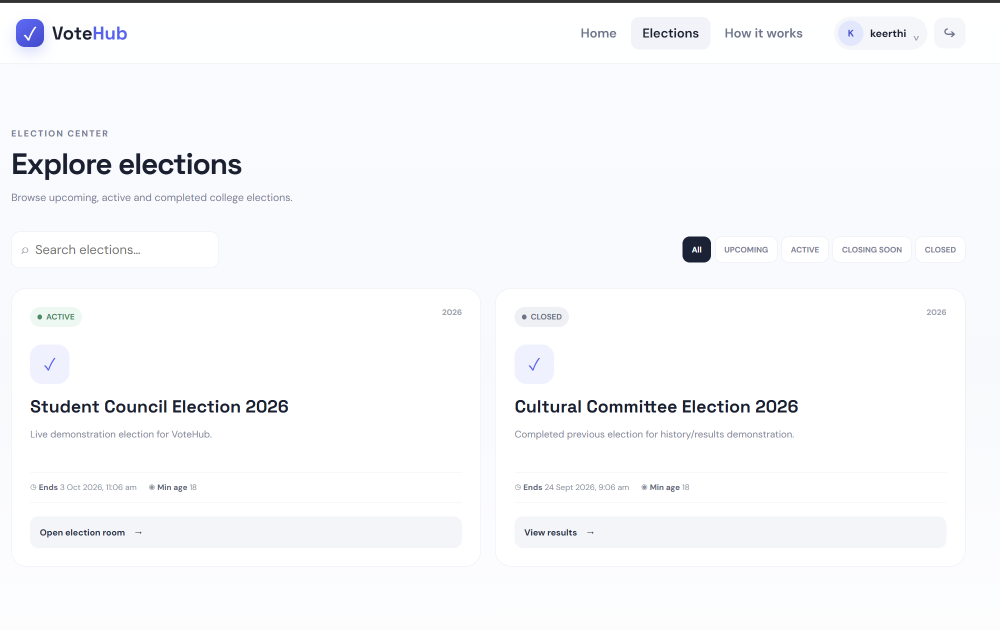 VoteHub
Home
Elections
How it works
K
keerthi
ELECTION CENTER
Explore elections
Browse upcoming, active and completed college elections.
Search elections...
All
UPCOMING
ACTIVE
CLOSING SOON
CLOSED
ACTIVE
2026
Student Council Election 2026
Live demonstration election for VoteHub.
Ends 3 Oct 2026, 11:06 am
Min age 18
Open election room →
CLOSED
2026
Cultural Committee Election 2026
Completed previous election for history/results demonstration.
Ends 24 Sept 2026, 9:06 am
Min age 18
View results →